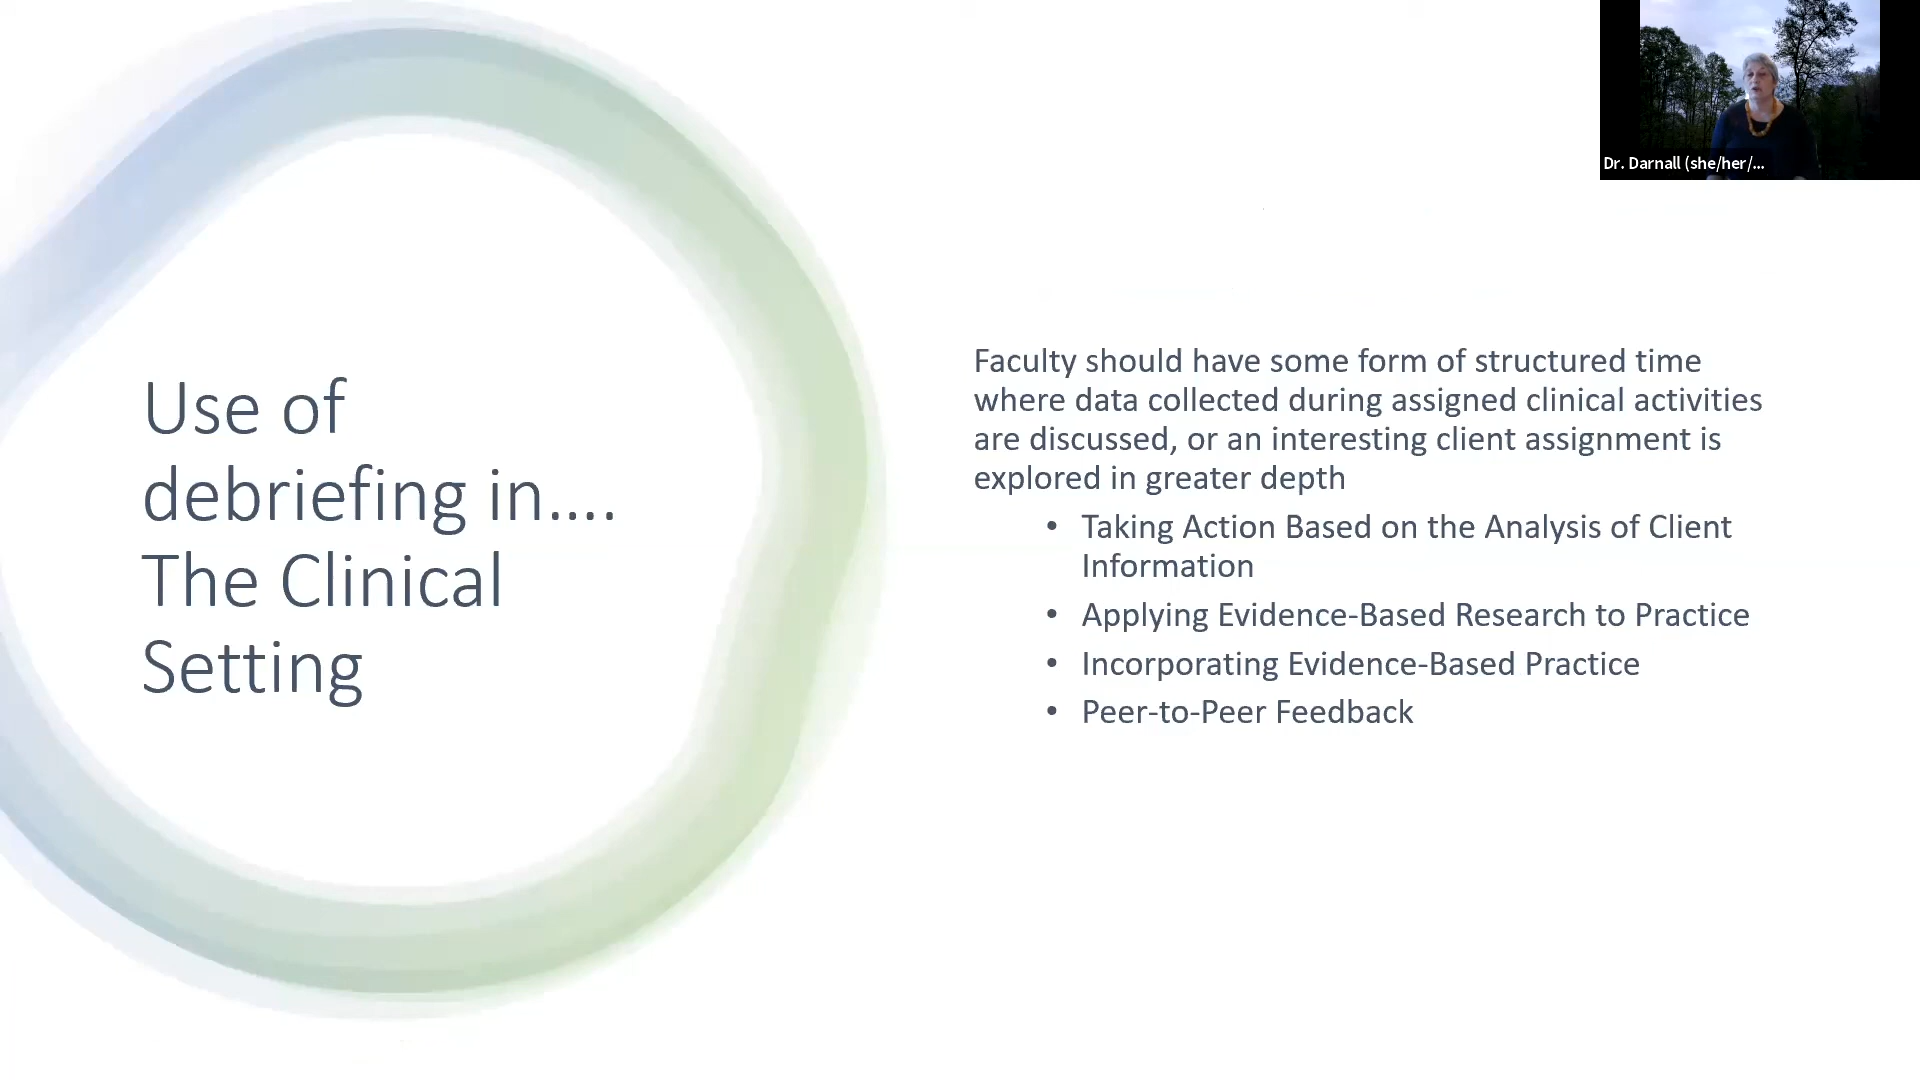 Dr. Darnall (she/her/...
Use of
debriefing in....
The Clinical
Setting
Faculty should have some form of structured time
where data collected during assigned clinical activities
are discussed, or an interesting client assignment is
explored in greater depth
• Taking Action Based on the Analysis of Client
Information
• Applying Evidence-Based Research to Practice
• Incorporating Evidence-Based Practice
• Peer-to-Peer Feedback